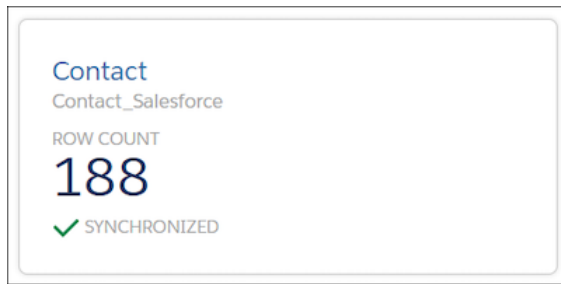 Contact
Contact_Salesforce
ROW COUNT
188
SYNCHRONIZED